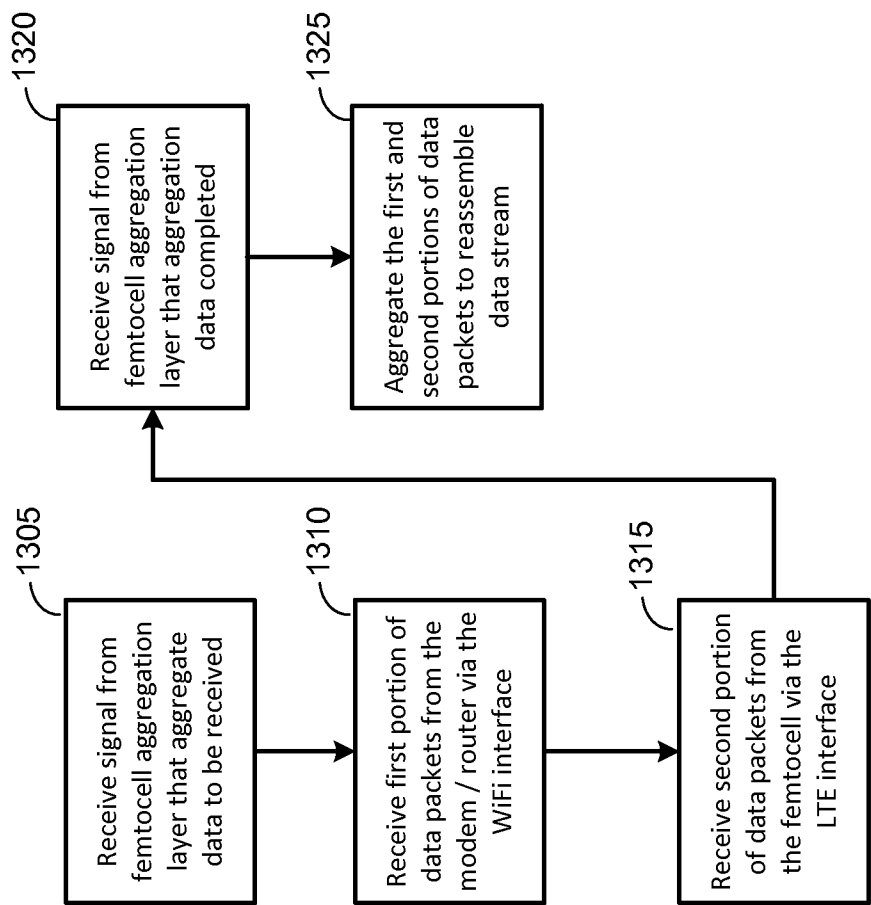 1305
Receive signal from
femtocell aggregation
layer that aggregate
data to be received
1310
Receive first portion of
data packets from the
modem / router via the
WiFi interface
1315
Receive second portion
of data packets from
the femtocell via the
LTE interface
1320
Receive signal from
femtocell aggregation
layer that aggregation
data completed
1325
Aggregate the first and
second portions of data
packets to reassemble
data stream